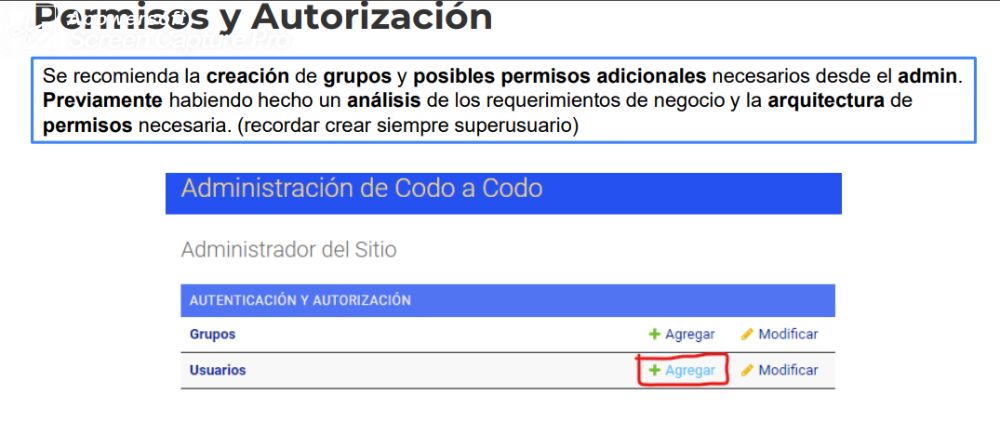 Permisos y Autorización
Apowersoft
Screen Capture Pro
Se recomienda la creación de grupos y posibles permisos adicionales necesarios desde el admin.
Previamente habiendo hecho un análisis de los requerimientos de negocio y la arquitectura de
permisos necesaria. (recordar crear siempre superusuario)
Administración de Codo a Codo
Administrador del Sitio
AUTENTICACIÓN Y AUTORIZACIÓN
Grupos + Agregar Modificar
Usuarios + Agregar Modificar